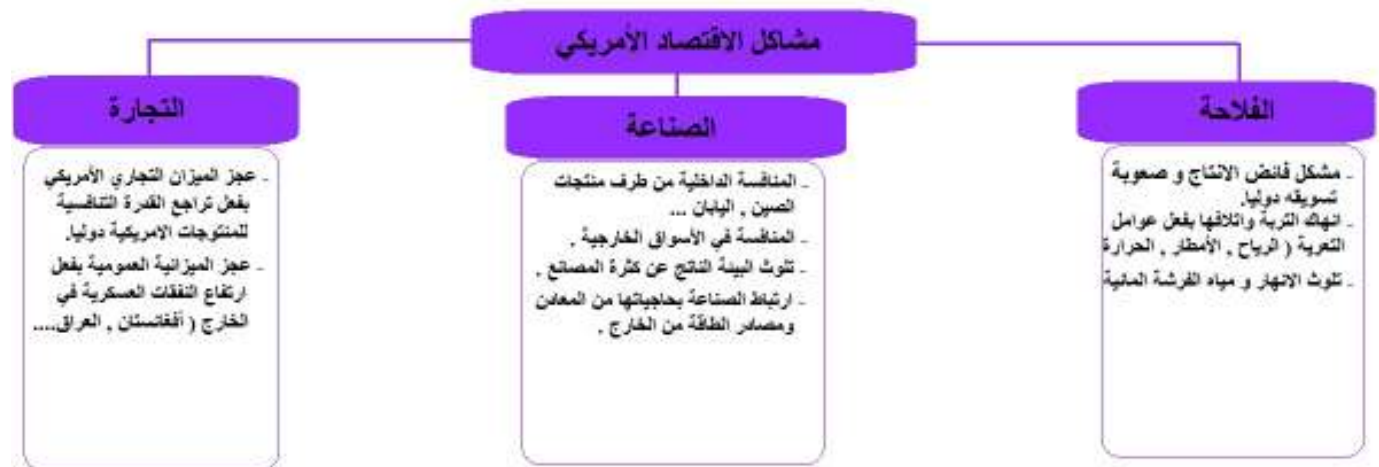 مشاكل الاقتصاد الأمريكي
الفلاحة
- مشكل فائض الانتاج و صعوبة
تسويقه دوليا.
- انهاك التربة واتلافها بفعل عوامل
التعرية ( الرياح , الأمطار , الحرارة
- تلوث الانهار و مياه الفرشة المائية
الصناعة
- المنافسة الداخلية من طرف منتجات
الصين , اليابان ...
- المنافسة في الأسواق الخارجية .
- تلوث البيئة الناتج عن كثرة المصانع .
- ارتباط الصناعة بحاجياتها من المعادن
ومصادر الطاقة من الخارج .
التجارة
- عجز الميزان التجاري الأمريكي
بفعل تراجع القدرة التنافسية
للمنتوجات الامريكية دوليا.
- عجز الميزانية العمومية بفعل
ارتفاع النفقات العسكرية في
الخارج ( أفغانستان , العراق....